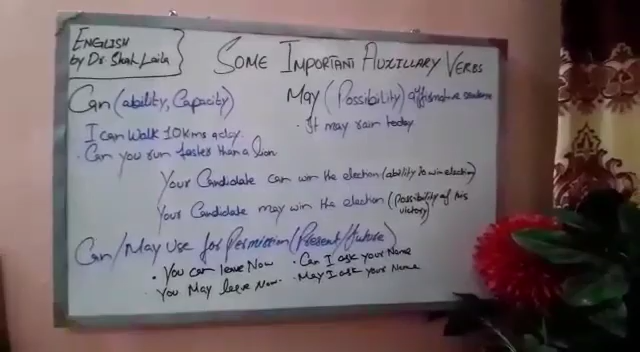 ENGLISH
by Dr. Shah Laila
SOME IMPORTANT AUXILLARY VERBS
Can (ability, Capacity)
May (Possibility) affirmative sentence
I can walk 10kms a day.
It may rain today
Can you run faster than a lion
Your Candidate can win the election (ability to win election)
Your Candidate may win the election (possibility of his victory)
Can/May Use for Permission (Present/future)
You can leave Now
Can I ask your Name
You May leave Now
May I ask your Name